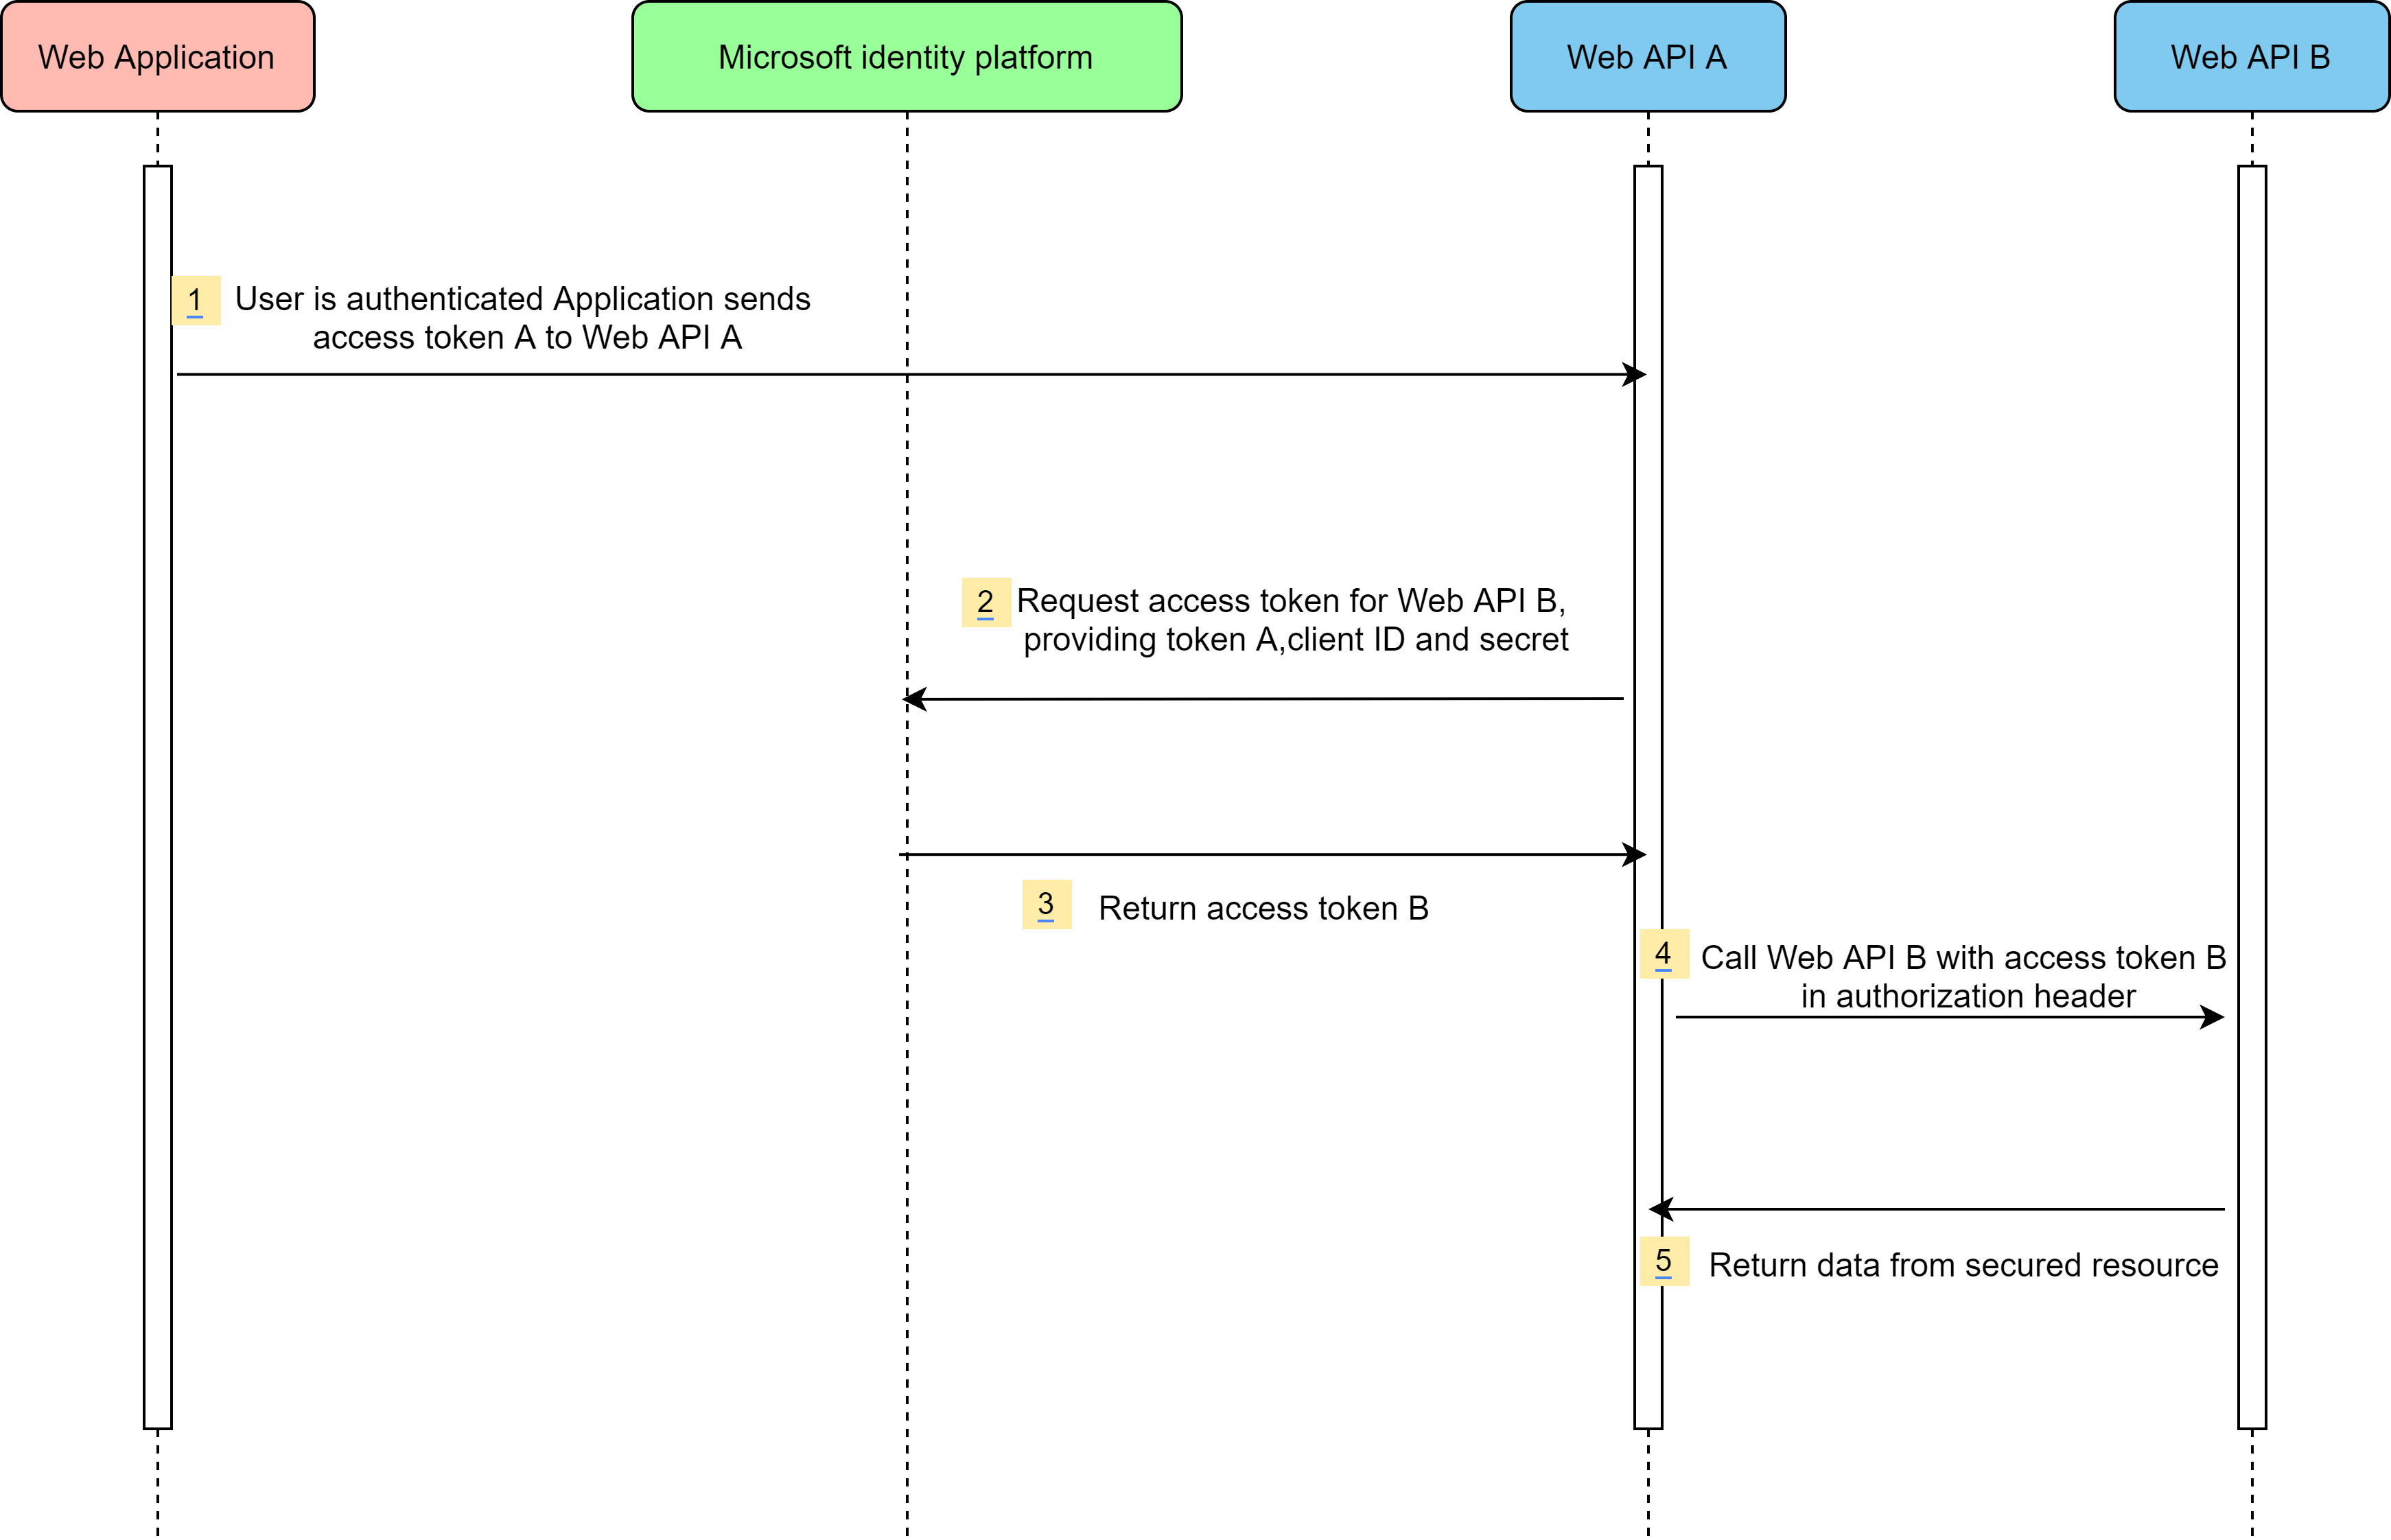 Web Application
Microsoft identity platform
Web API A
Web API B
1
User is authenticated Application sends
access token A to Web API A
2
Request access token for Web API B,
providing token A,client ID and secret
3
Return access token B
4
Call Web API B with access token B
in authorization header
5
Return data from secured resource